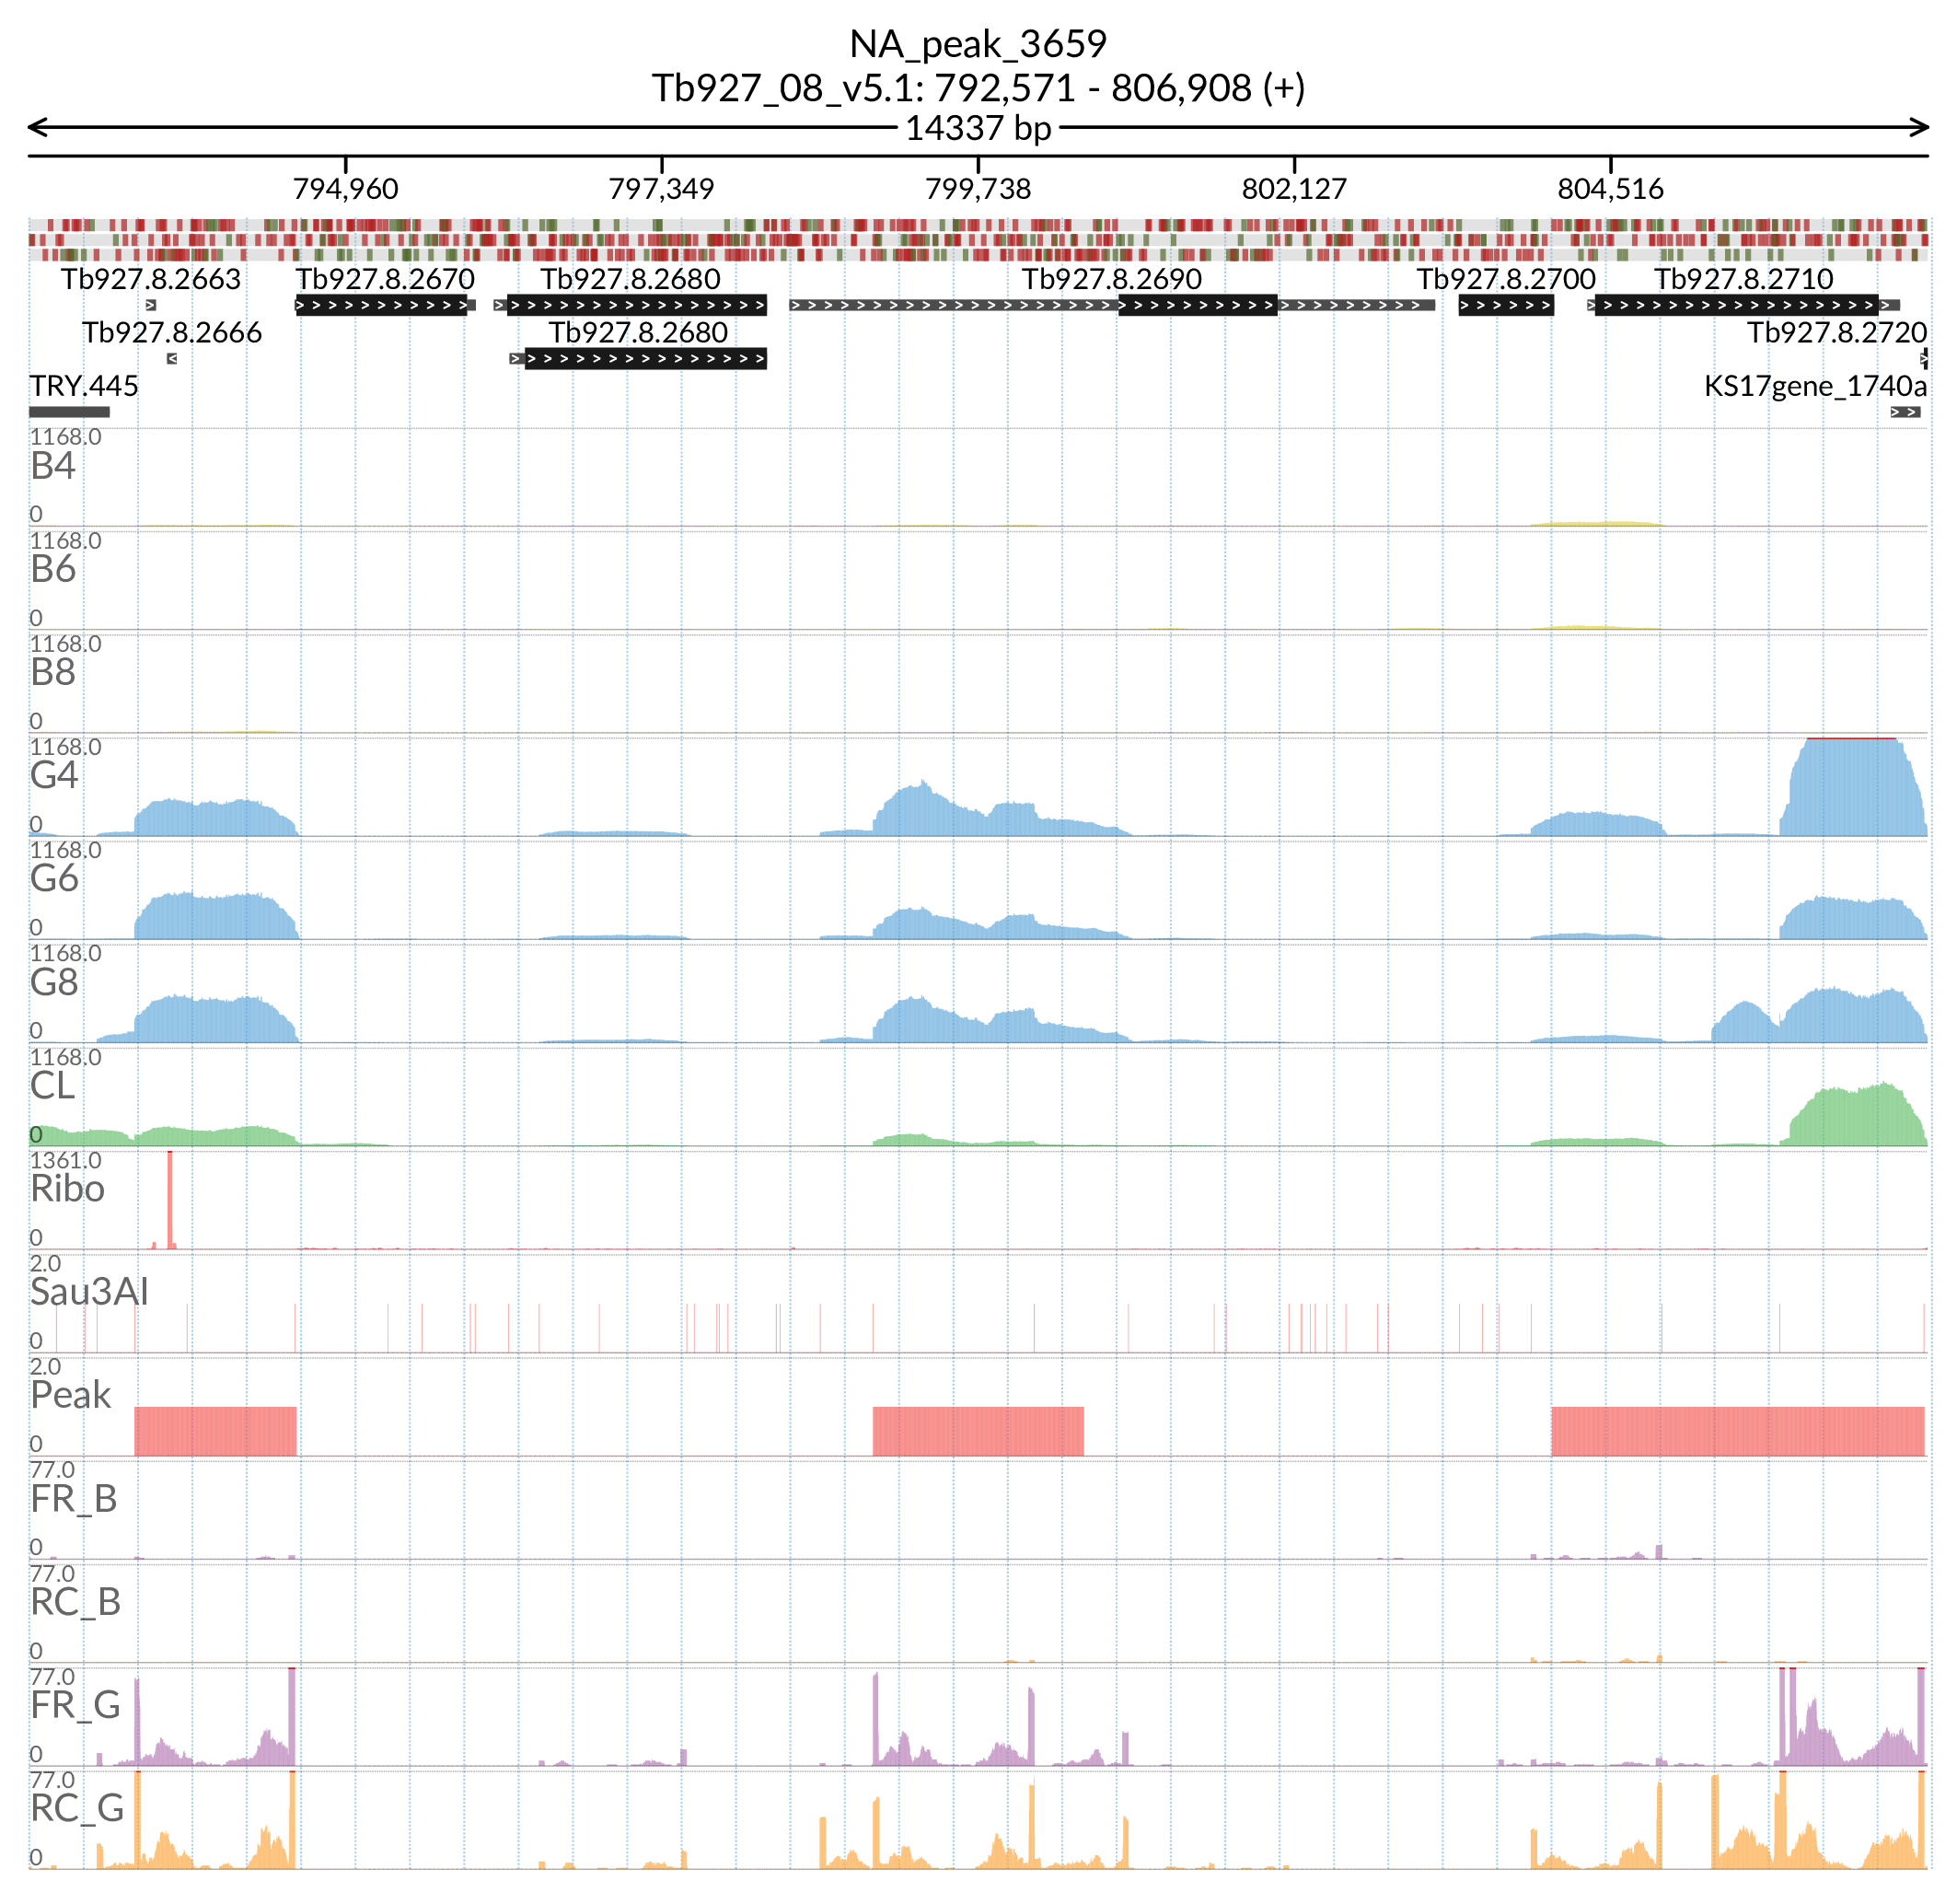 NA_peak_3659
Tb927_08_v5.1: 792,571 - 806,908 (+)
14337 bp
794,960 797,349 799,738 802,127 804,516
Tb927.8.2663 Tb927.8.2670 Tb927.8.2680 Tb927.8.2690 Tb927.8.2700 Tb927.8.2710
Tb927.8.2666 Tb927.8.2680 Tb927.8.2720
TRY.445 KS17gene_1740a
1168.0
B4
0
1168.0
B6
0
1168.0
B8
0
1168.0
G4
0
1168.0
G6
0
1168.0
G8
0
1168.0
CL
0
1361.0
Ribo
0
2.0
Sau3AI
0
2.0
Peak
0
77.0
FR_B
0
77.0
RC_B
0
77.0
FR_G
0
77.0
RC_G
0